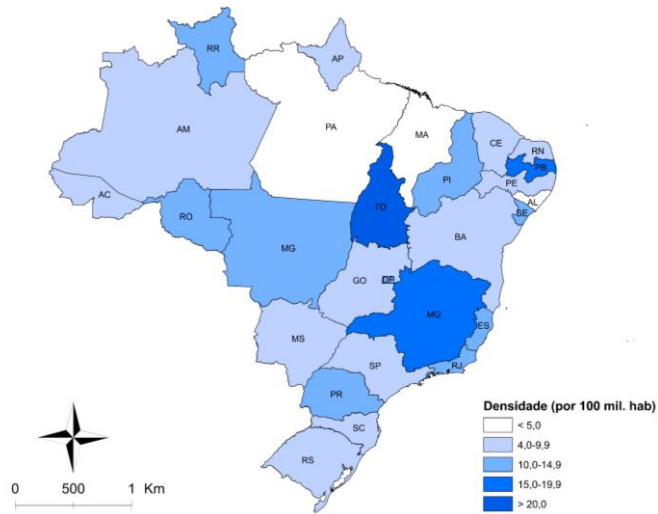 RR
AP
AM
PA
MA
CE
RN
PB
PE
PI
AL
SE
AC
RO
TO
BA
MG
GO
DF
MG
ES
MS
SP
RJ
PR
SC
RS
Densidade (por 100 mil. hab)
< 5,0
4,0-9,9
10,0-14,9
15,0-19,9
> 20,0
0 500 1 Km